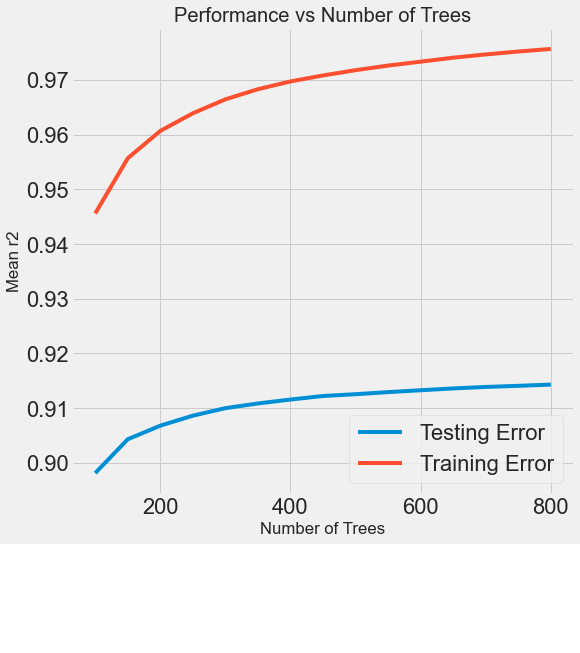 Performance vs Number of Trees
Mean r2
0.97
0.96
0.95
0.94
0.93
0.92
0.91
0.90
Testing Error
Training Error
200 400 600 800
Number of Trees